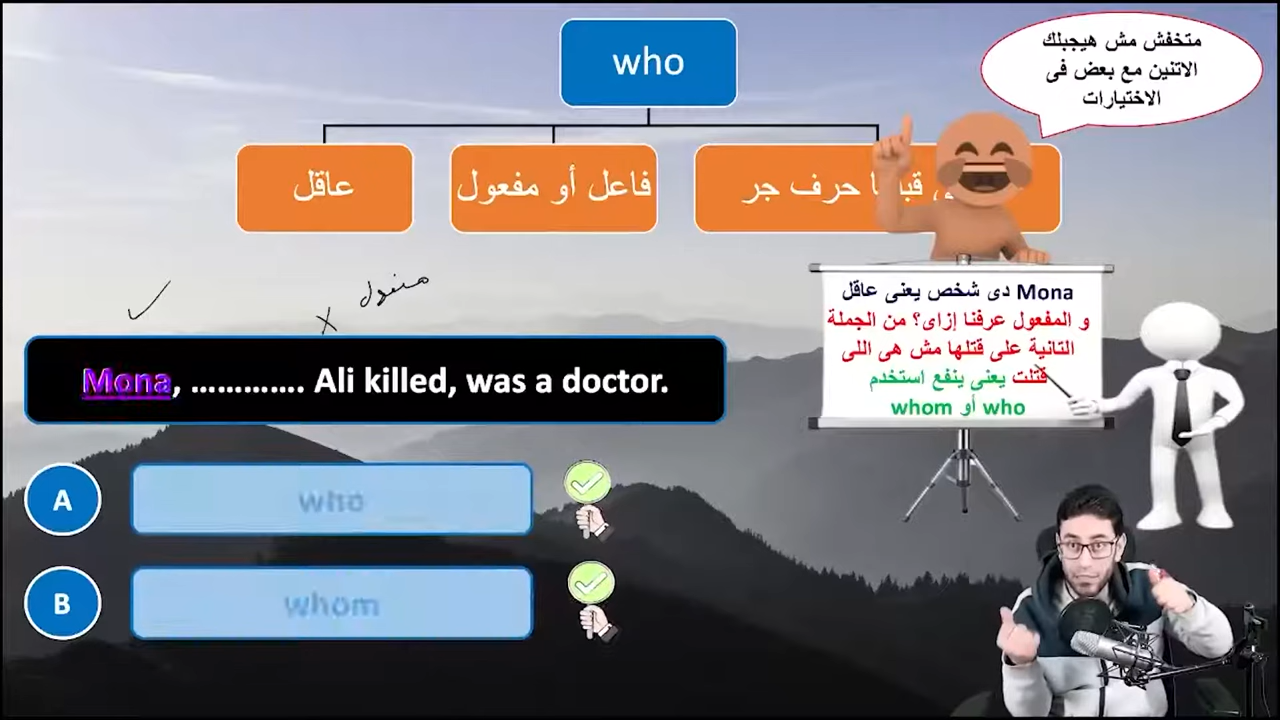 who
متخفش مش هيجبلك
الاتنين مع بعض فى
الاختيارات
عاقل
فاعل أو مفعول
حرف جر
مفعول
Mona, …………. Ali killed, was a doctor.
Mona دى شخص يعنى عاقل
و المفعول عرفنا إزاى؟ من الجملة
التانية على قتلها مش هى اللى
قتلت يعنى ينفع استخدم
who أو whom
A
who
B
whom